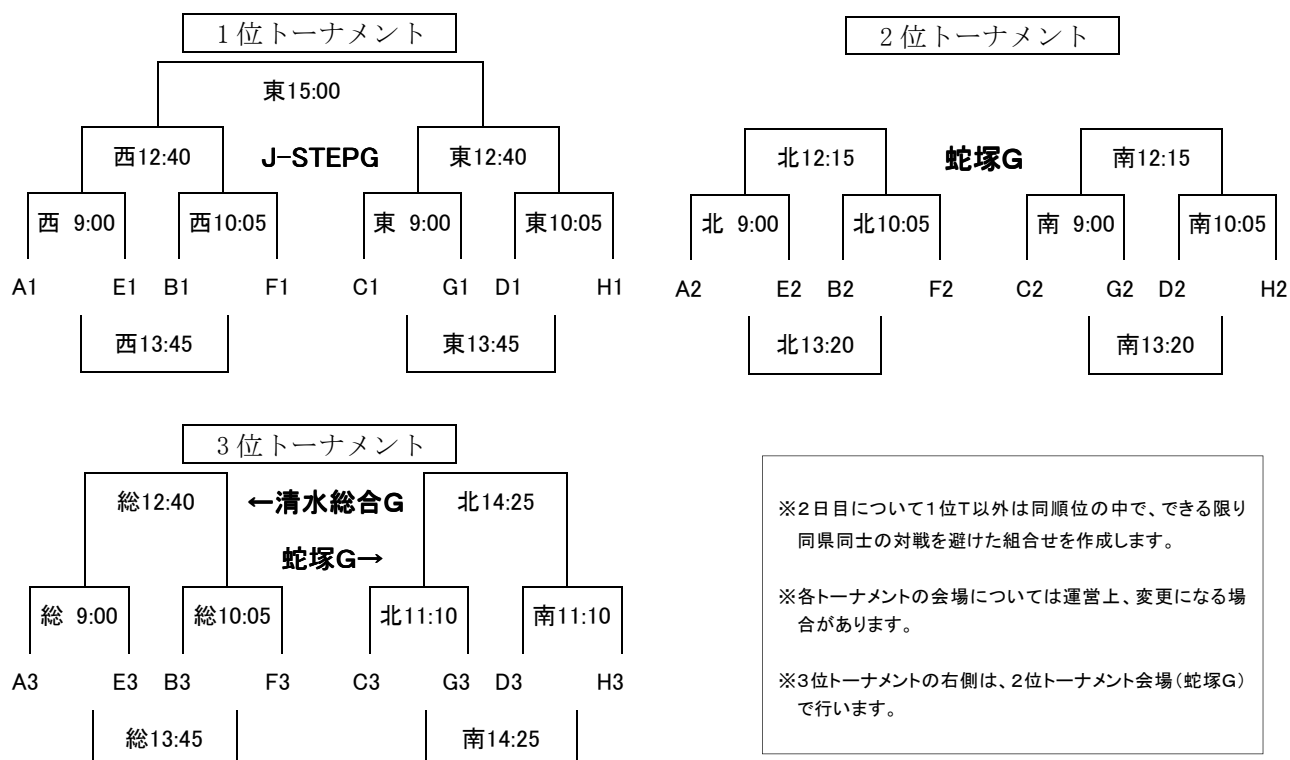 1位トーナメント
東15:00
西12:40
J-STEPG
東12:40
西 9:00
西10:05
東 9:00
東10:05
A1 E1 B1 F1 C1 G1 D1 H1
西13:45
東13:45
2位トーナメント
北12:15
蛇塚G
南12:15
北 9:00
北10:05
南 9:00
南10:05
A2 E2 B2 F2 C2 G2 D2 H2
北13:20
南13:20
3位トーナメント
総12:40
←清水総合G
北14:25
蛇塚G→
総 9:00
総10:05
北11:10
南11:10
A3 E3 B3 F3 C3 G3 D3 H3
総13:45
南14:25
※2日目について1位T以外は同順位の中で、できる限り
同県同士の対戦を避けた組合せを作成します。
※各トーナメントの会場については運営上、変更になる場
合があります。
※3位トーナメントの右側は、2位トーナメント会場(蛇塚G)
で行います。